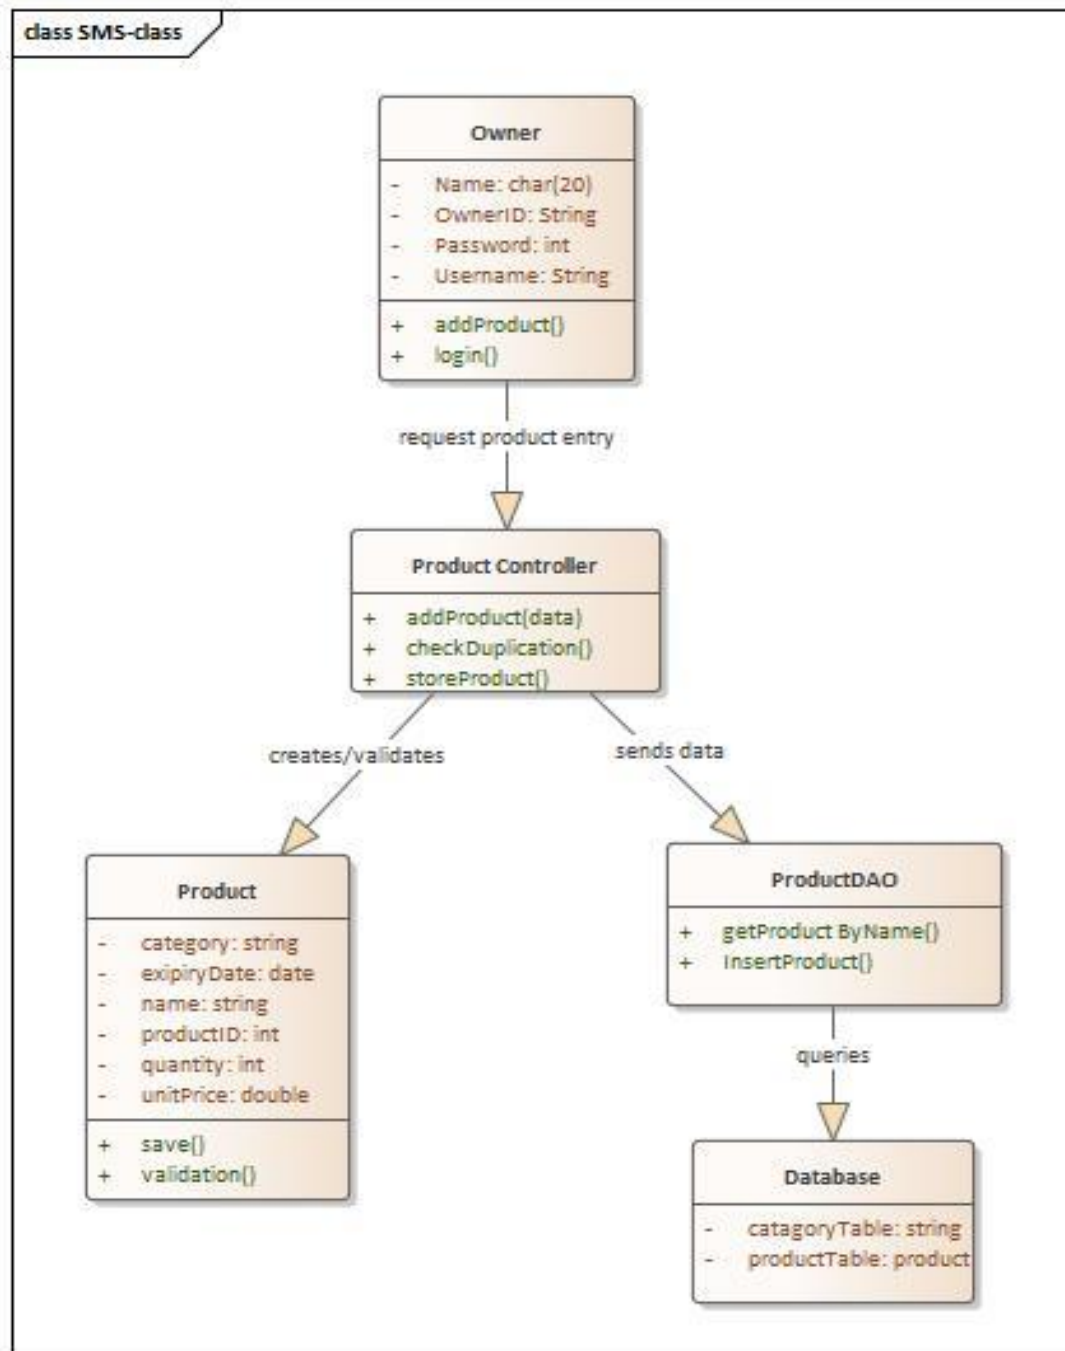 class SMS-class
Owner
- Name: char(20)
- OwnerID: String
- Password: int
- Username: String
+ addProduct()
+ login()
request product entry
Product Controller
+ addProduct(data)
+ checkDuplication()
+ storeProduct()
creates/validates
sends data
Product
- category: string
- exipiryDate: date
- name: string
- productID: int
- quantity: int
- unitPrice: double
+ save()
+ validation()
ProductDAO
+ getProduct ByName()
+ InsertProduct()
queries
Database
- catagoryTable: string
- productTable: product